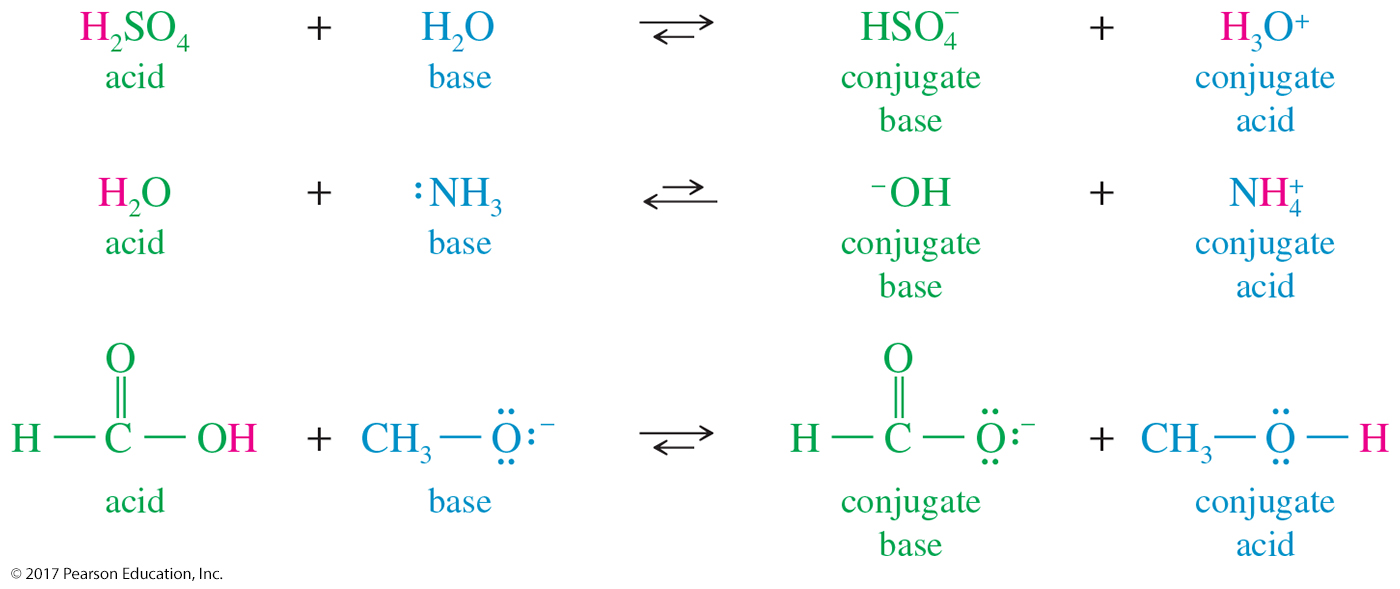 H₂SO₄ + H₂O ⇌ HSO₄⁻ + H₃O⁺
acid base conjugate conjugate
base acid
H₂O + :NH₃ ⇌ ⁻OH + NH₄⁺
acid base conjugate conjugate
base acid
O O
H — C — OH + CH₃ — O:⁻ ⇌ H — C — O:⁻ + CH₃ — O — H
acid base conjugate conjugate
base acid
© 2017 Pearson Education, Inc.